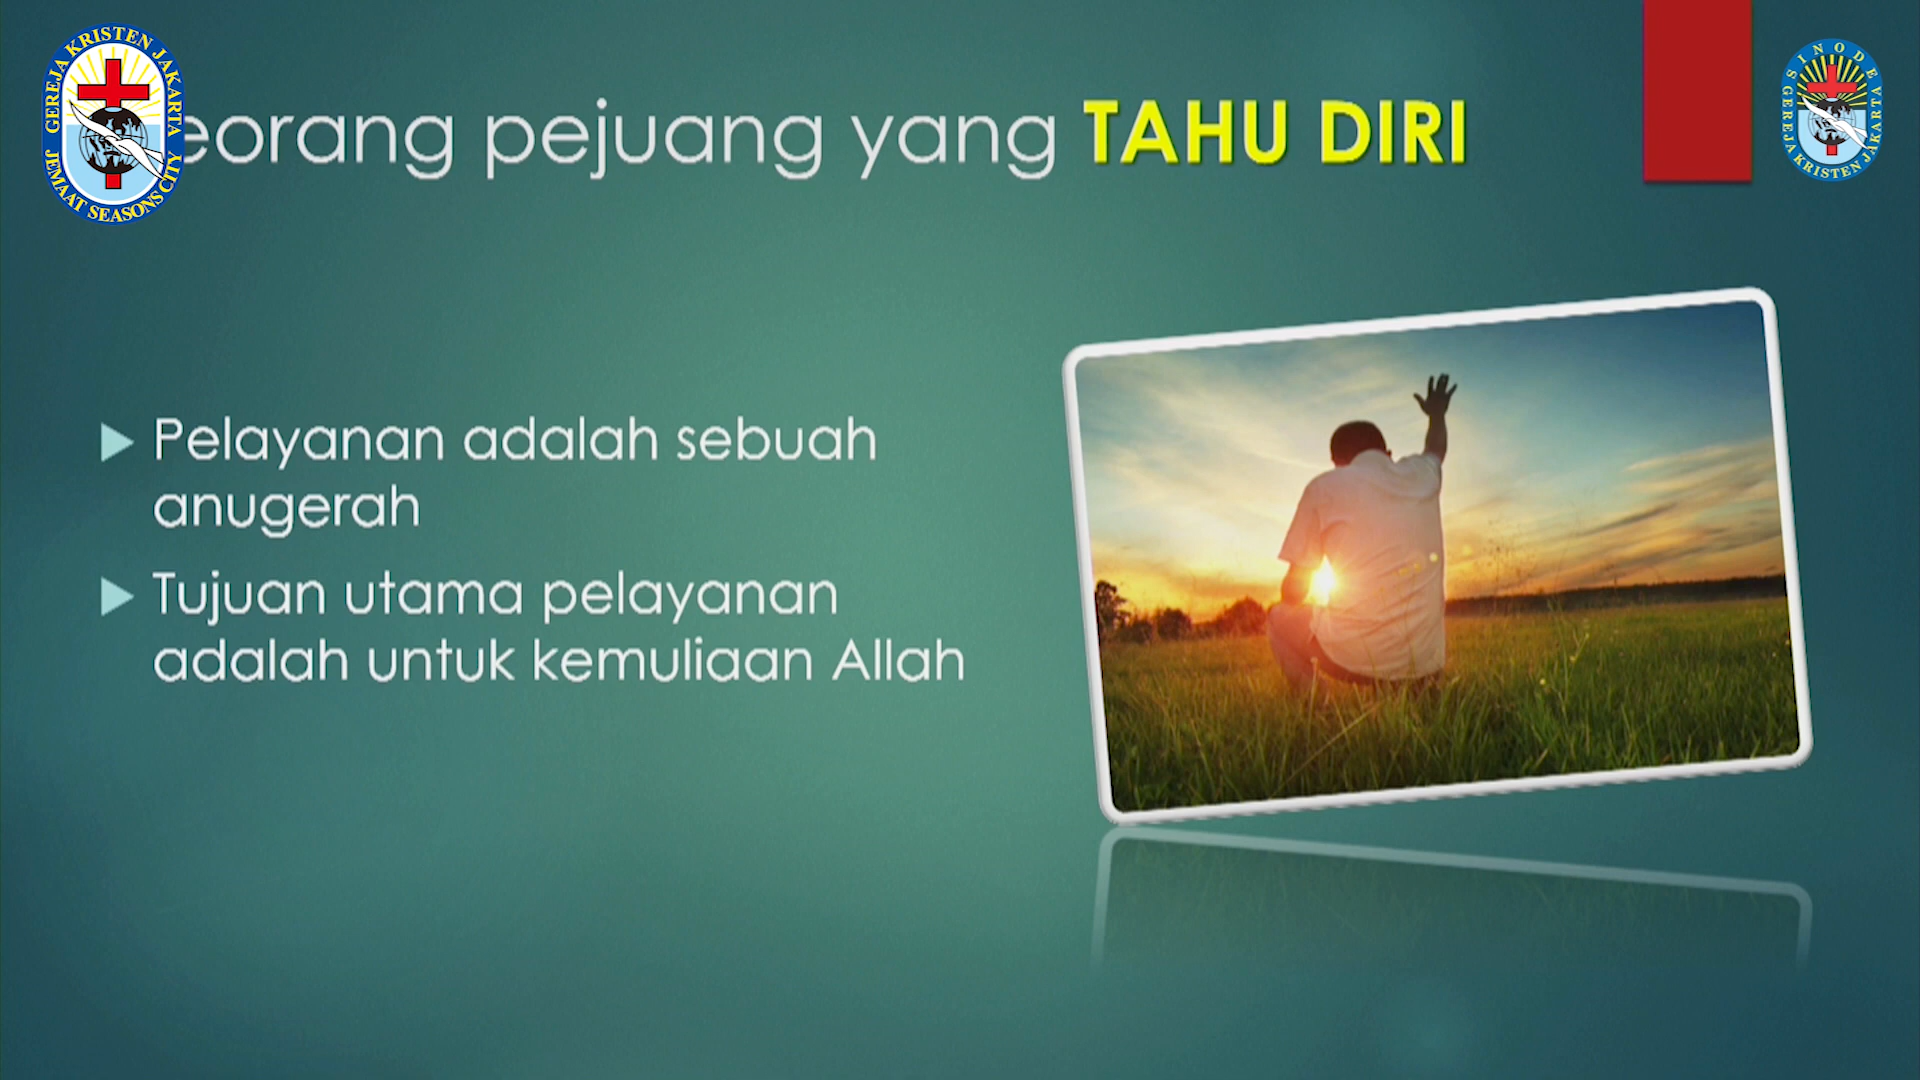 GEREJA KRISTEN JAKARTA
JEMAAT SEASONS CITY
eorang pejuang yang TAHU DIRI
SINODE
GEREJA KRISTEN JAKARTA
Pelayanan adalah sebuah
anugerah
Tujuan utama pelayanan
adalah untuk kemuliaan Allah